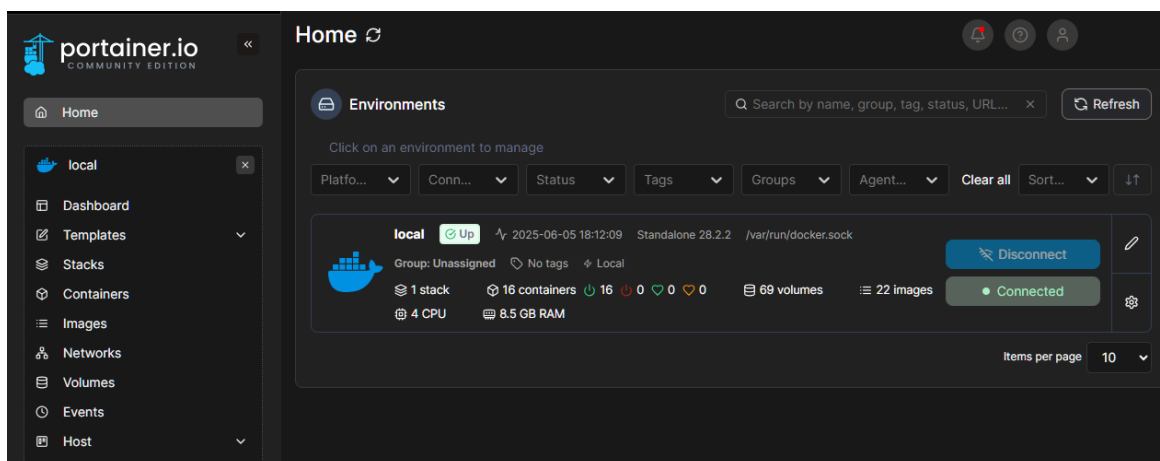 portainer.io
COMMUNITY EDITION
«
Home
local
Dashboard
Templates
Stacks
Containers
Images
Networks
Volumes
Events
Host
Home
Environments
Search by name, group, tag, status, URL...
Refresh
Click on an environment to manage
Platfo... Conn... Status Tags Groups Agent... Clear all Sort...
local Up 2025-06-05 18:12:09 Standalone 28.2.2 /var/run/docker.sock
Group: Unassigned No tags Local
1 stack 16 containers 16 0 0 0 69 volumes 22 images
4 CPU 8.5 GB RAM
Disconnect
Connected
Items per page 10